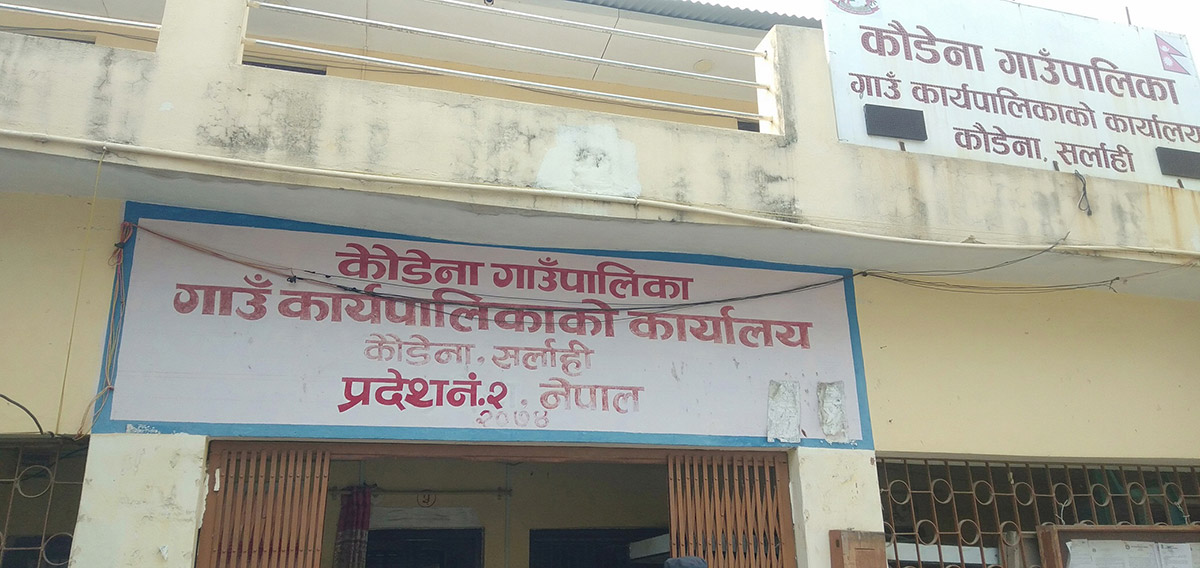 कौडेना गाउँपालिका
गाउँ कार्यपालिकाको कार्यालय
कौडेना, सर्लाही
कौडेना गाउँपालिका
गाउँ कार्यपालिकाको कार्यालय
कौडेना, सर्लाही
प्रदेश नं.२ . नेपाल
२०७४